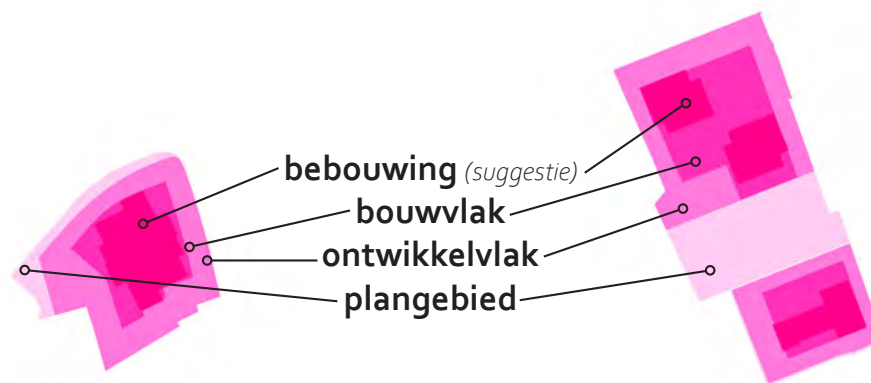 bebouwing (suggestie)
bouwvlak
ontwikkelvlak
plangebied